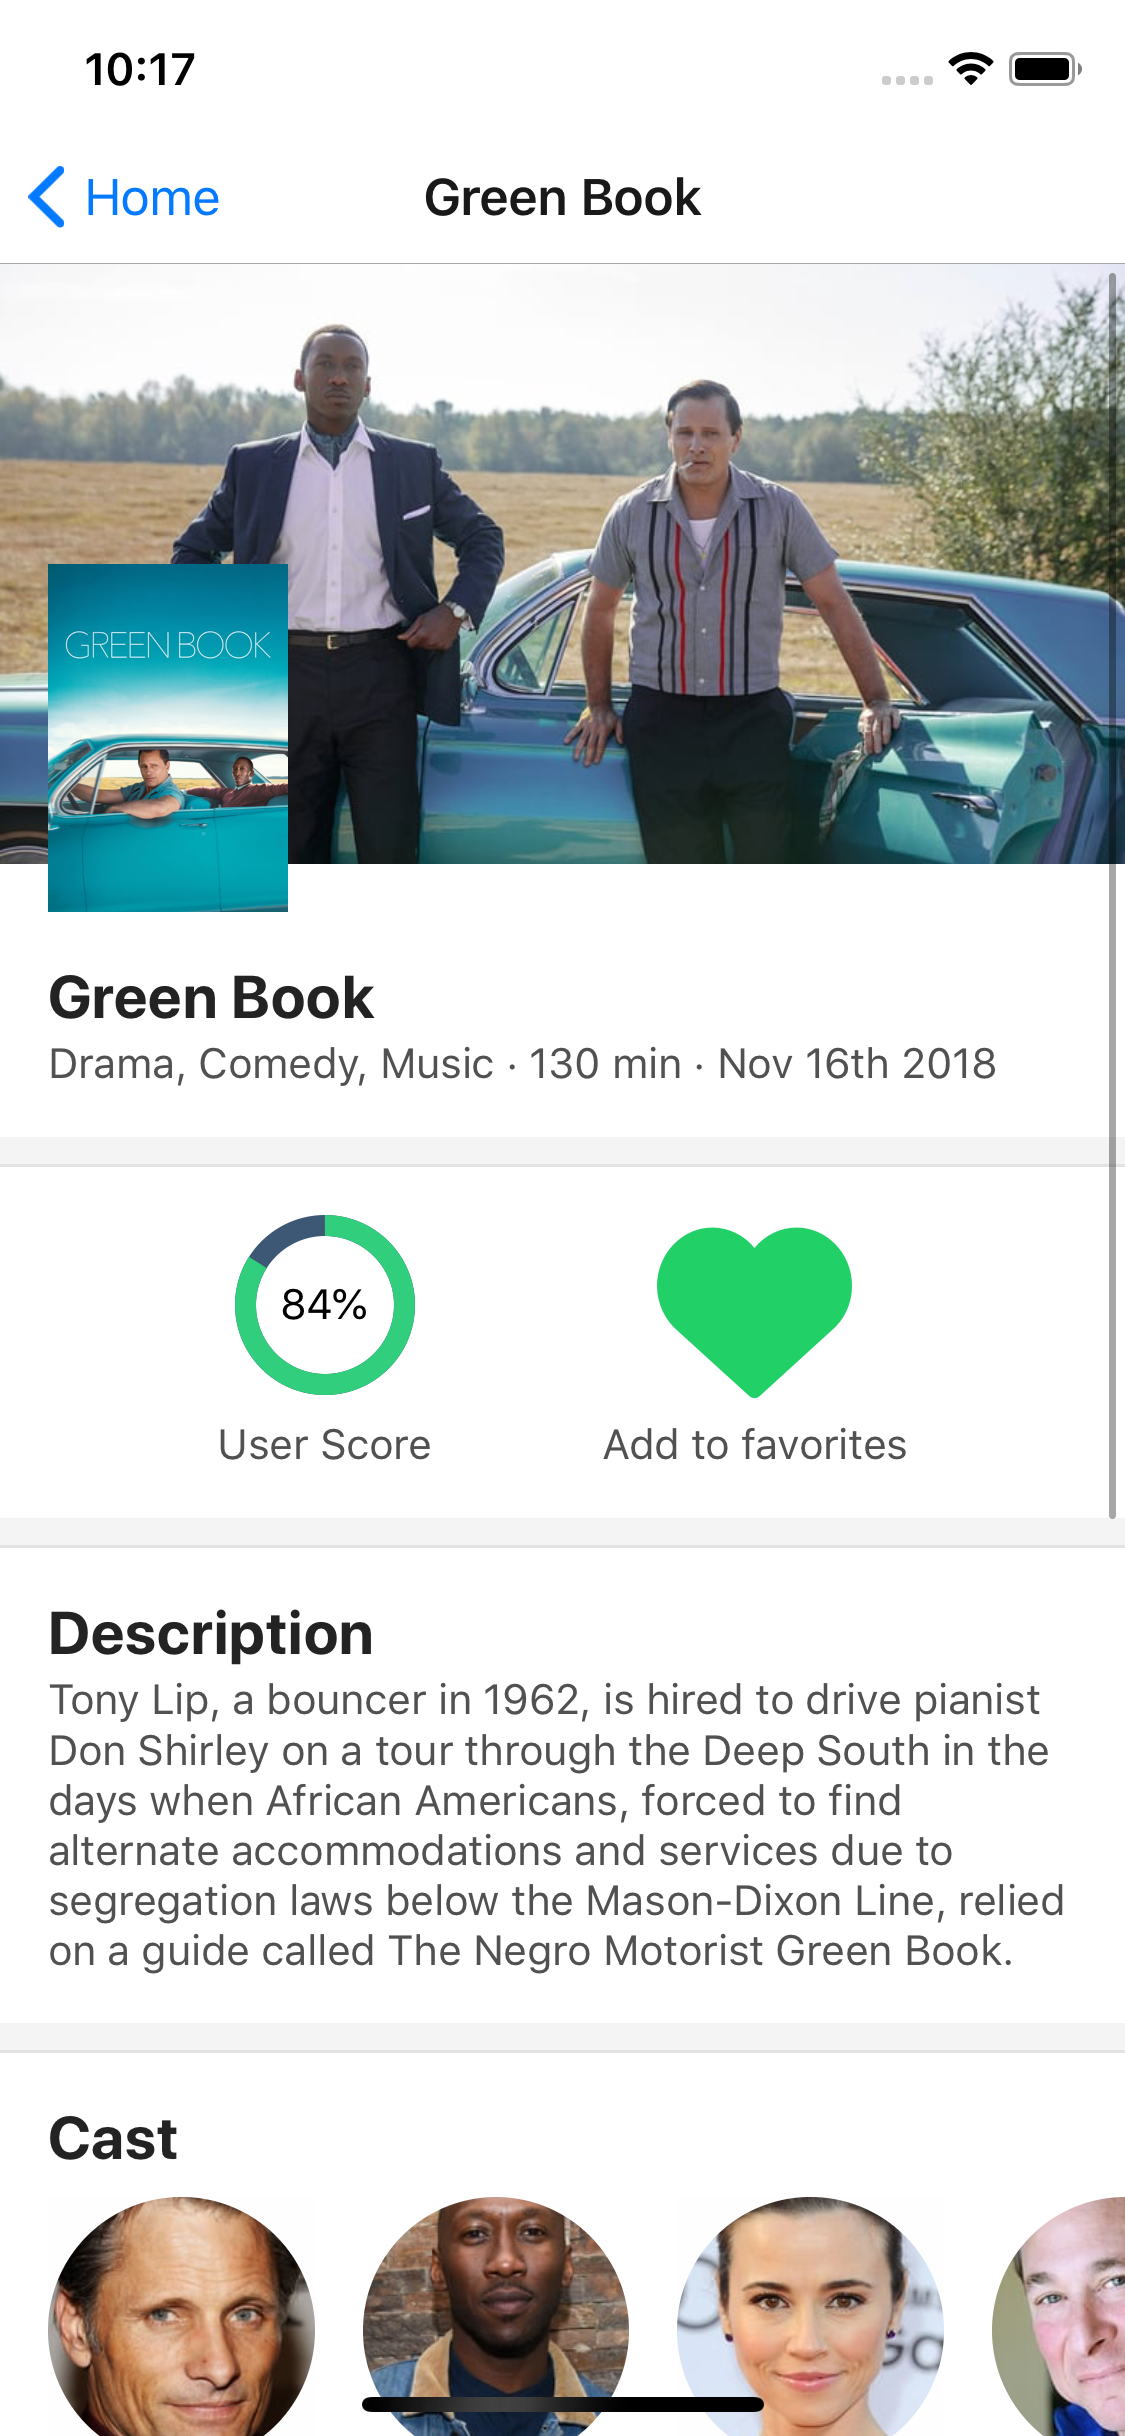 10:17
Home
Green Book
GREEN BOOK
Green Book
Drama, Comedy, Music · 130 min · Nov 16th 2018
84%
User Score
Add to favorites
Description
Tony Lip, a bouncer in 1962, is hired to drive pianist
Don Shirley on a tour through the Deep South in the
days when African Americans, forced to find
alternate accommodations and services due to
segregation laws below the Mason-Dixon Line, relied
on a guide called The Negro Motorist Green Book.
Cast